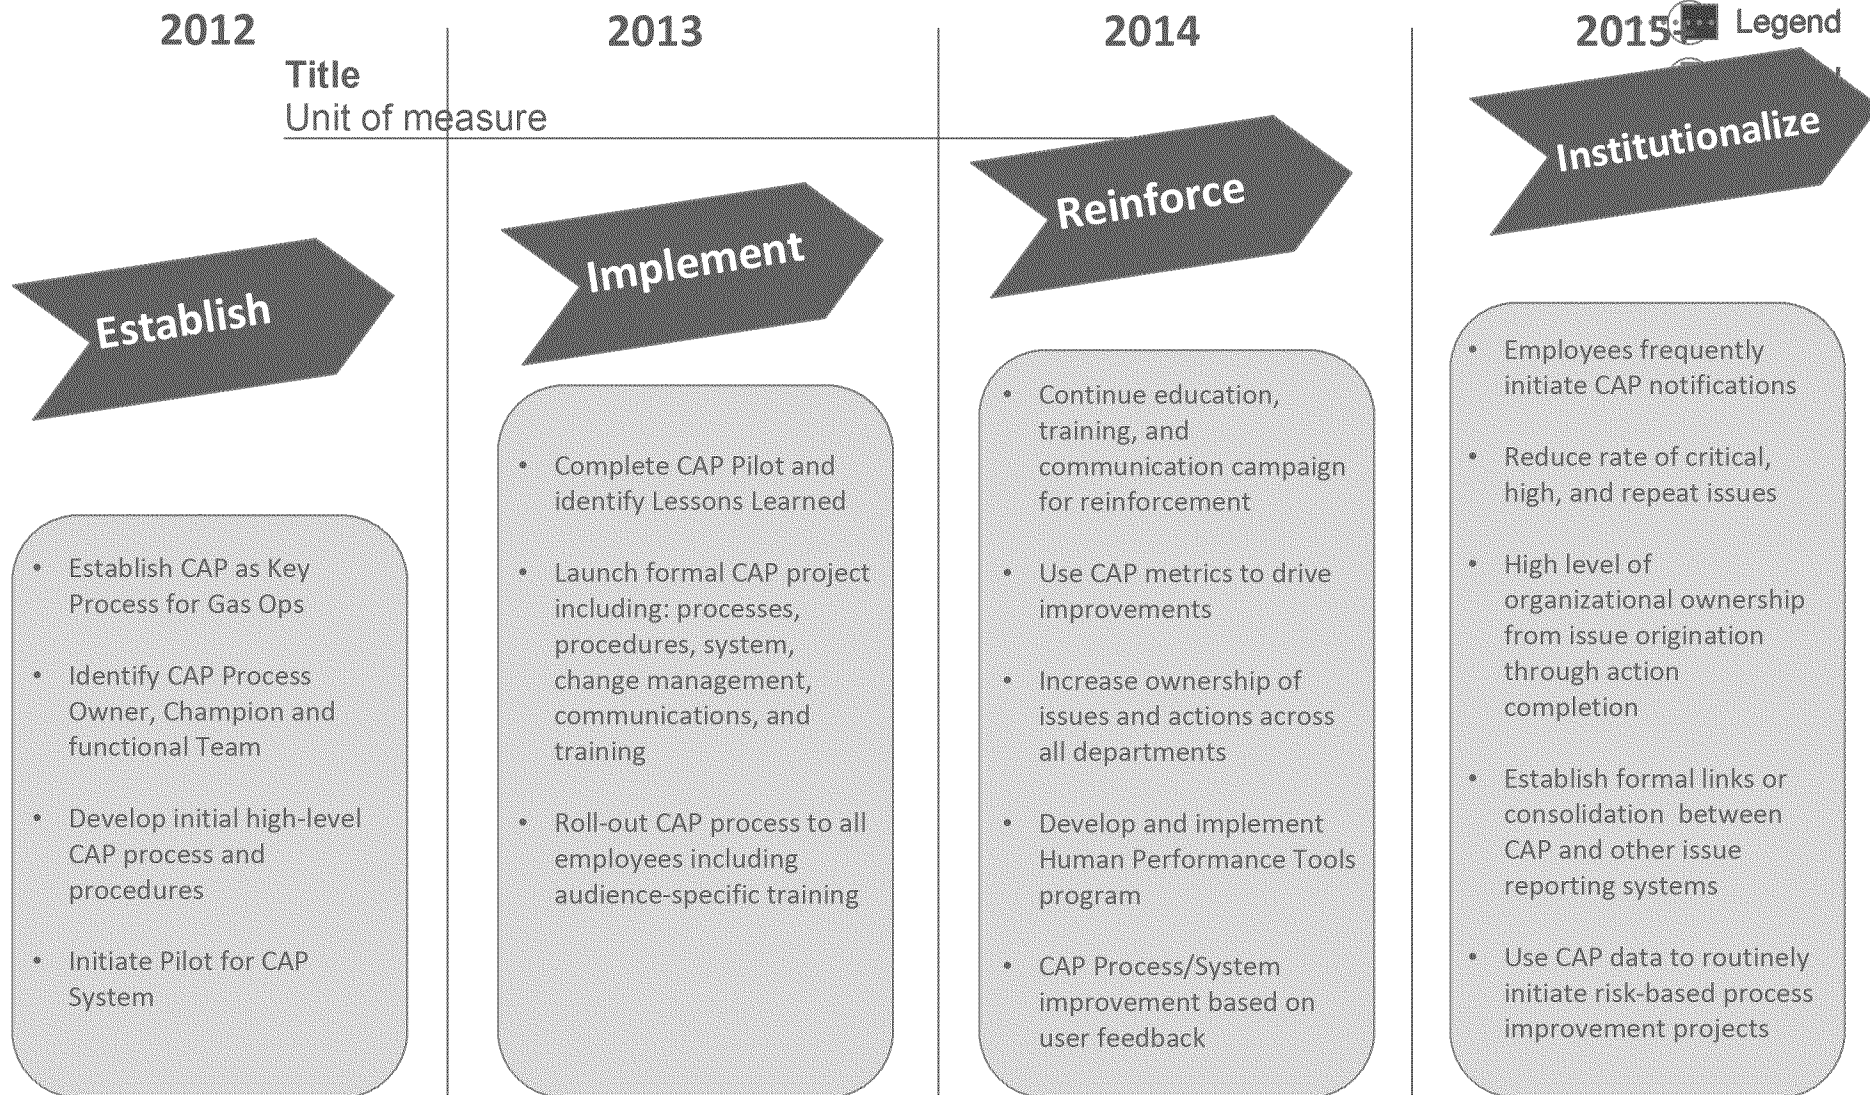 2012
2013
2014
2015+
Legend
Title
Unit of measure
Establish
Implement
Reinforce
Institutionalize
• Establish CAP as Key
Process for Gas Ops
• Identify CAP Process
Owner, Champion and
functional Team
• Develop initial high-level
CAP process and
procedures
• Initiate Pilot for CAP
System
• Complete CAP Pilot and
identify Lessons Learned
• Launch formal CAP project
including: processes,
procedures, system,
change management,
communications, and
training
• Roll-out CAP process to all
employees including
audience-specific training
• Continue education,
training, and
communication campaign
for reinforcement
• Use CAP metrics to drive
improvements
• Increase ownership of
issues and actions across
all departments
• Develop and implement
Human Performance Tools
program
• CAP Process/System
improvement based on
user feedback
• Employees frequently
initiate CAP notifications
• Reduce rate of critical,
high, and repeat issues
• High level of
organizational ownership
from issue origination
through action
completion
• Establish formal links or
consolidation  between
CAP and other issue
reporting systems
• Use CAP data to routinely
initiate risk-based process
improvement projects